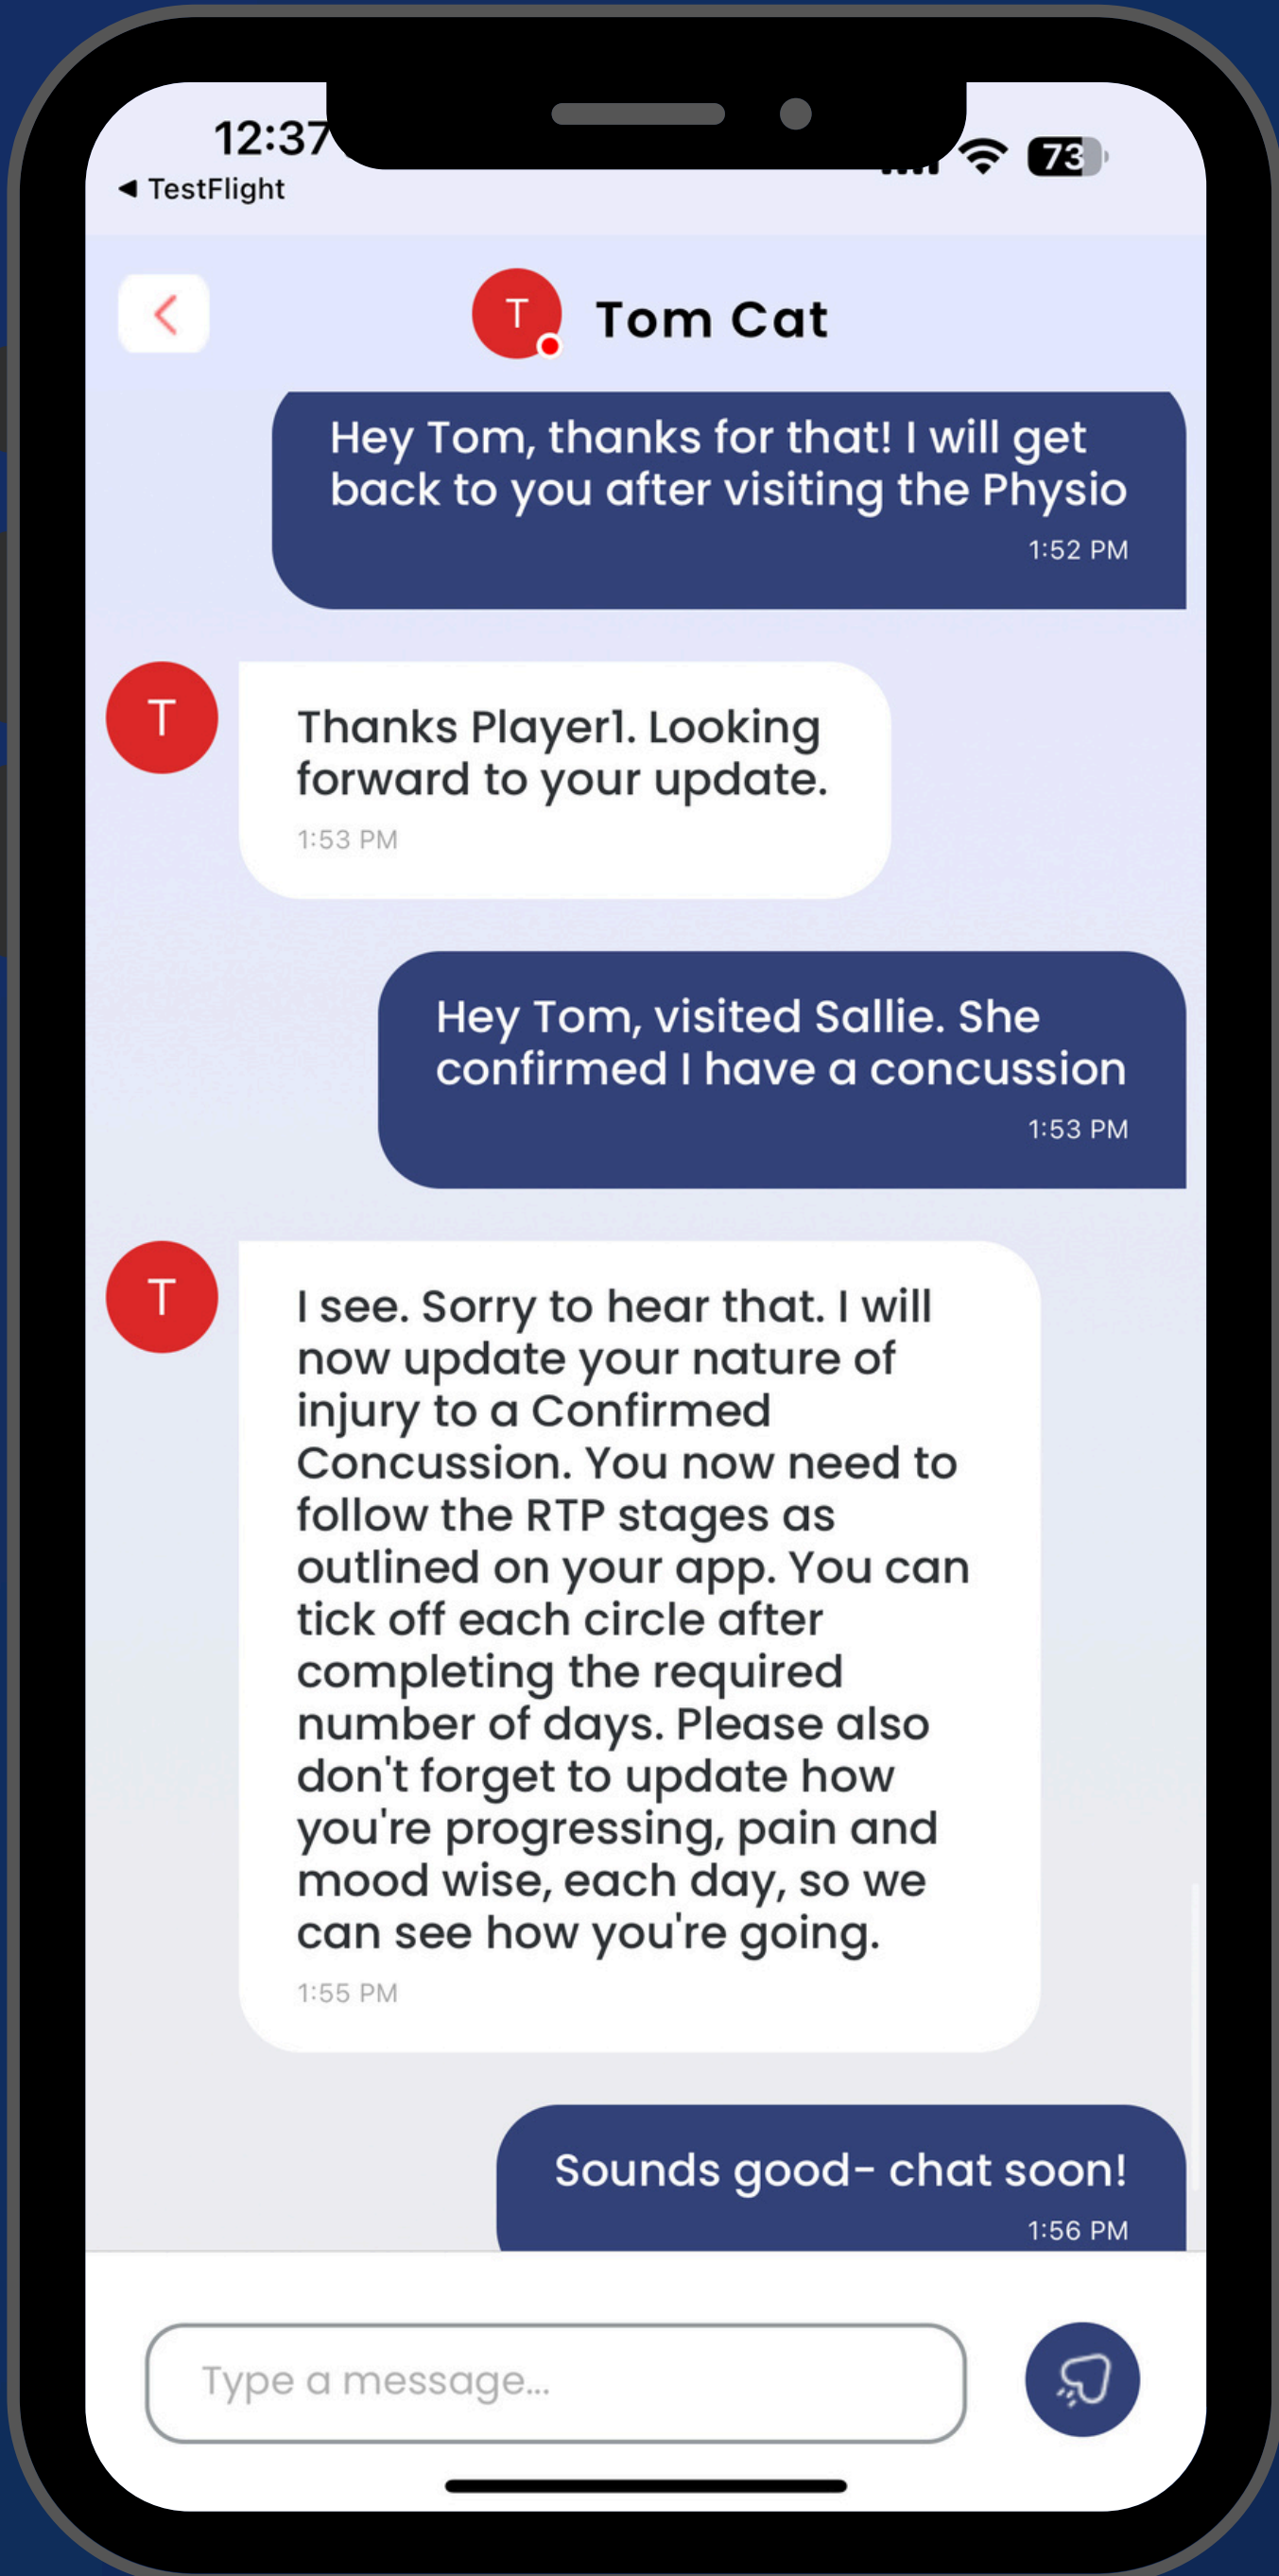 12:37
◀ TestFlight
73
T
Tom Cat
Hey Tom, thanks for that! I will get
back to you after visiting the Physio
1:52 PM
T
Thanks Player1. Looking
forward to your update.
1:53 PM
Hey Tom, visited Sallie. She
confirmed I have a concussion
1:53 PM
T
I see. Sorry to hear that. I will
now update your nature of
injury to a Confirmed
Concussion. You now need to
follow the RTP stages as
outlined on your app. You can
tick off each circle after
completing the required
number of days. Please also
don't forget to update how
you're progressing, pain and
mood wise, each day, so we
can see how you're going.
1:55 PM
Sounds good- chat soon!
1:56 PM
Type a message...